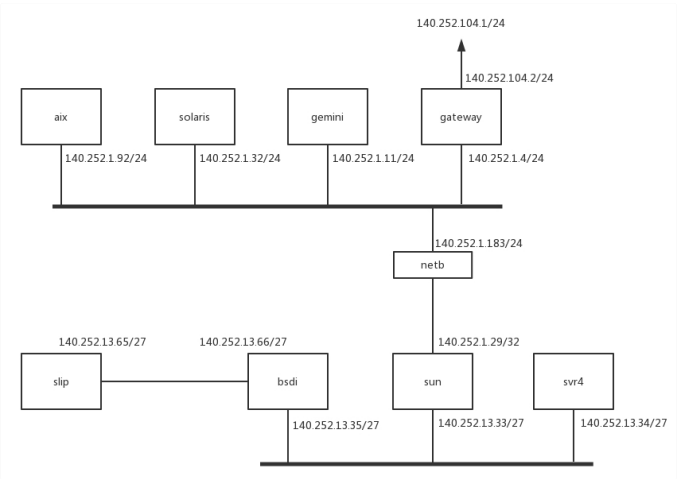 140.252.104.1/24
140.252.104.2/24
aix
solaris
gemini
gateway
140.252.1.92/24
140.252.1.32/24
140.252.1.11/24
140.252.1.4/24
140.252.1.183/24
netb
140.252.13.65/27
140.252.13.66/27
140.252.1.29/32
slip
bsdi
sun
svr4
140.252.13.35/27
140.252.13.33/27
140.252.13.34/27